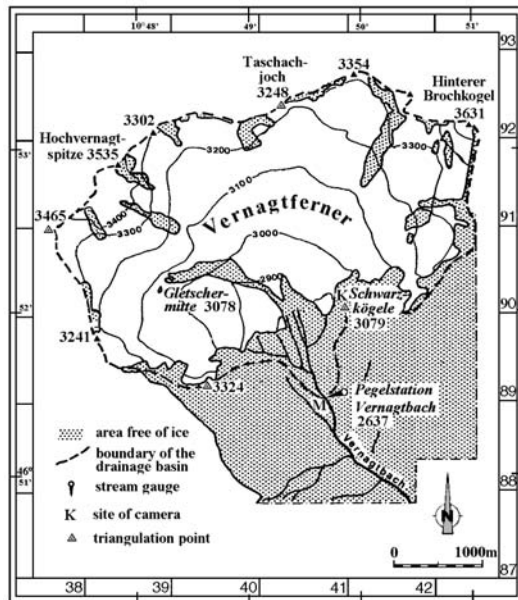 10°48' 49' 50' 51'
93
3354
Taschach-
joch
3248
Hinterer
Brochkogel
3631
3302
92
53'
Hochvernagt-
spitze 3535
3200
3300
3100
3400
3465
3300
Vernagtferner
91
3000
2900
Gletscher-
mitte 3078
K Schwarz-
kögele
3079
52'
90
3241
3324
Pegelstation
Vernagtbach
2637
M
89
area free of ice
boundary of the
drainage basin
Vernagtbach
46°
51'
stream gauge
88
K site of camera
N
triangulation point
0 1000m
87
38 39 40 41 42